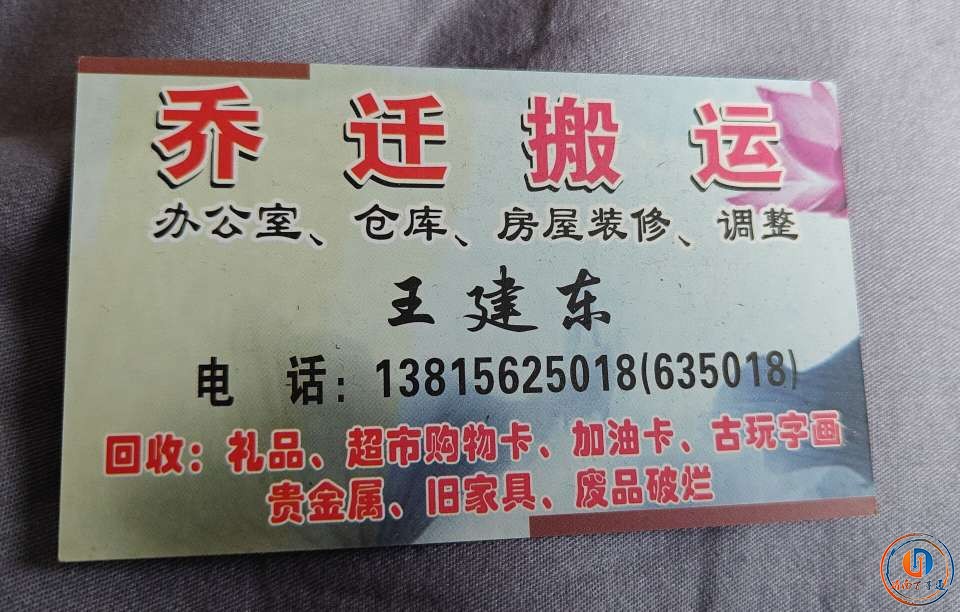 乔迁搬运
办公室、仓库、房屋装修、调整
王建东
电 话：13815625018(635018)
回收：礼品、超市购物卡、加油卡、古玩字画
贵金属、旧家具、废品破烂